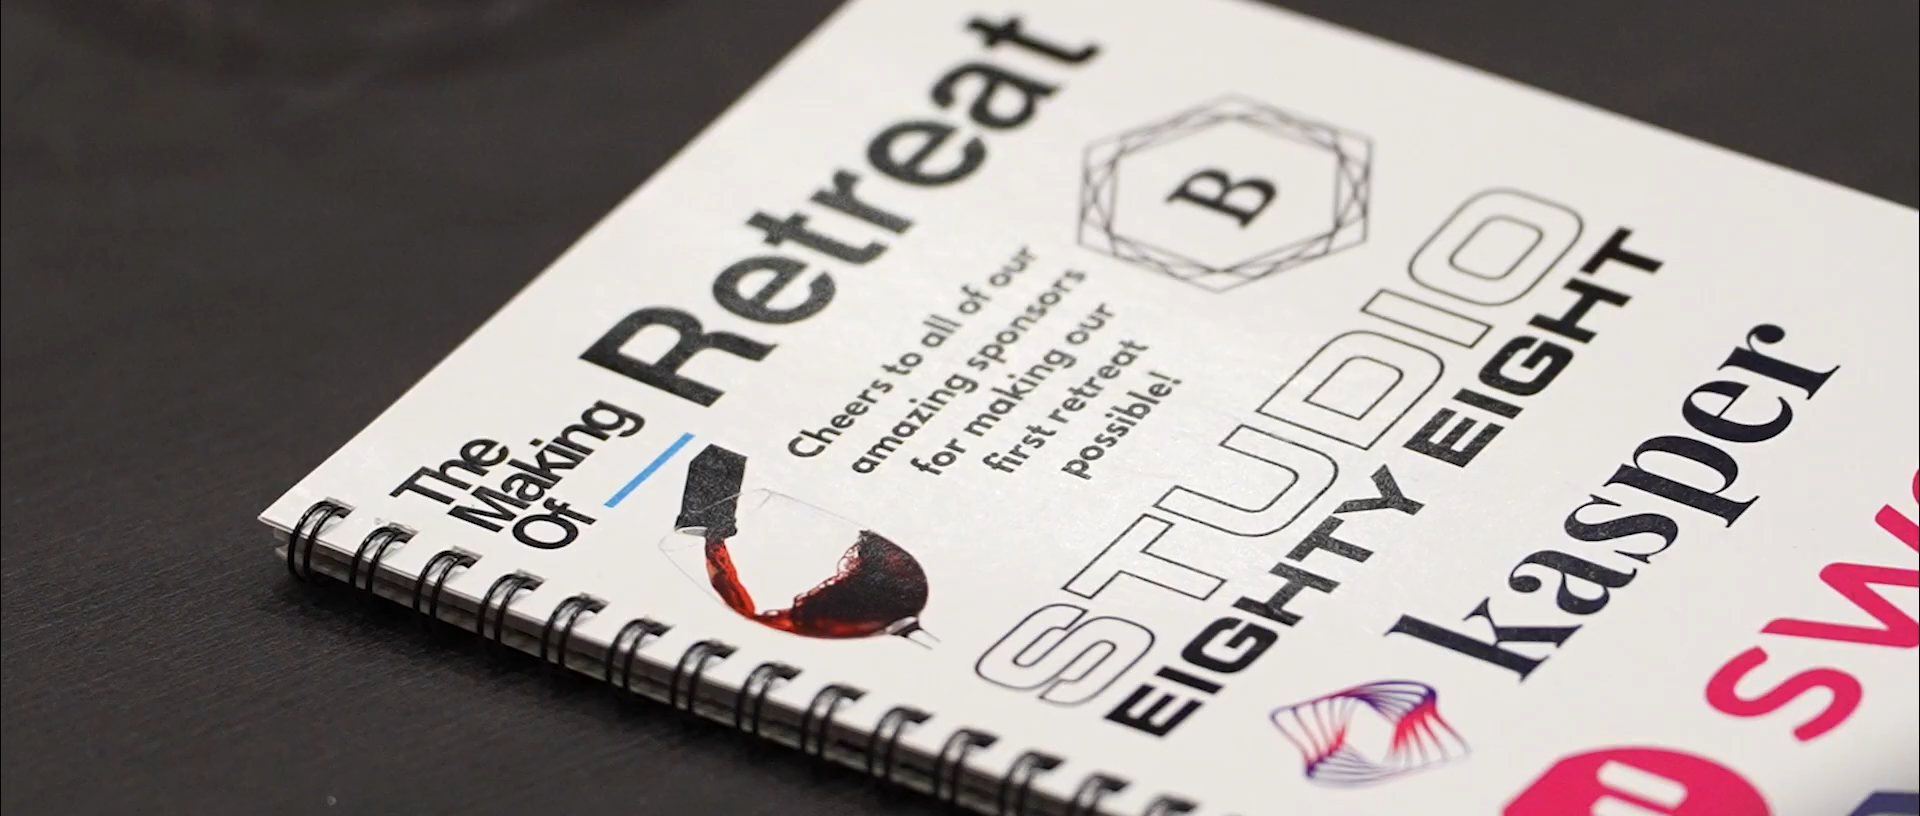 The
Making
Of
Retreat
Cheers to all of our
amazing sponsors
for making our
first retreat
possible!
B
STUDIO
EIGHTY EIGHT
kasper